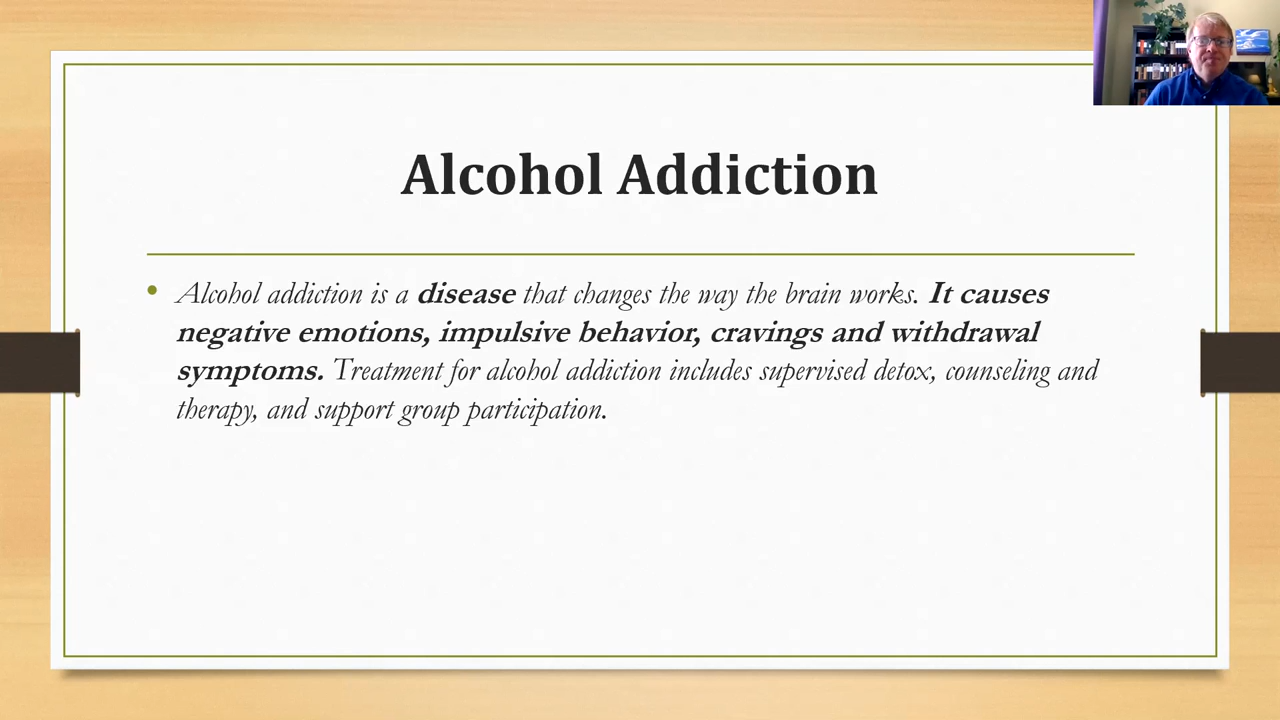 Alcohol Addiction
• Alcohol addiction is a disease that changes the way the brain works. It causes
negative emotions, impulsive behavior, cravings and withdrawal
symptoms. Treatment for alcohol addiction includes supervised detox, counseling and
therapy, and support group participation.